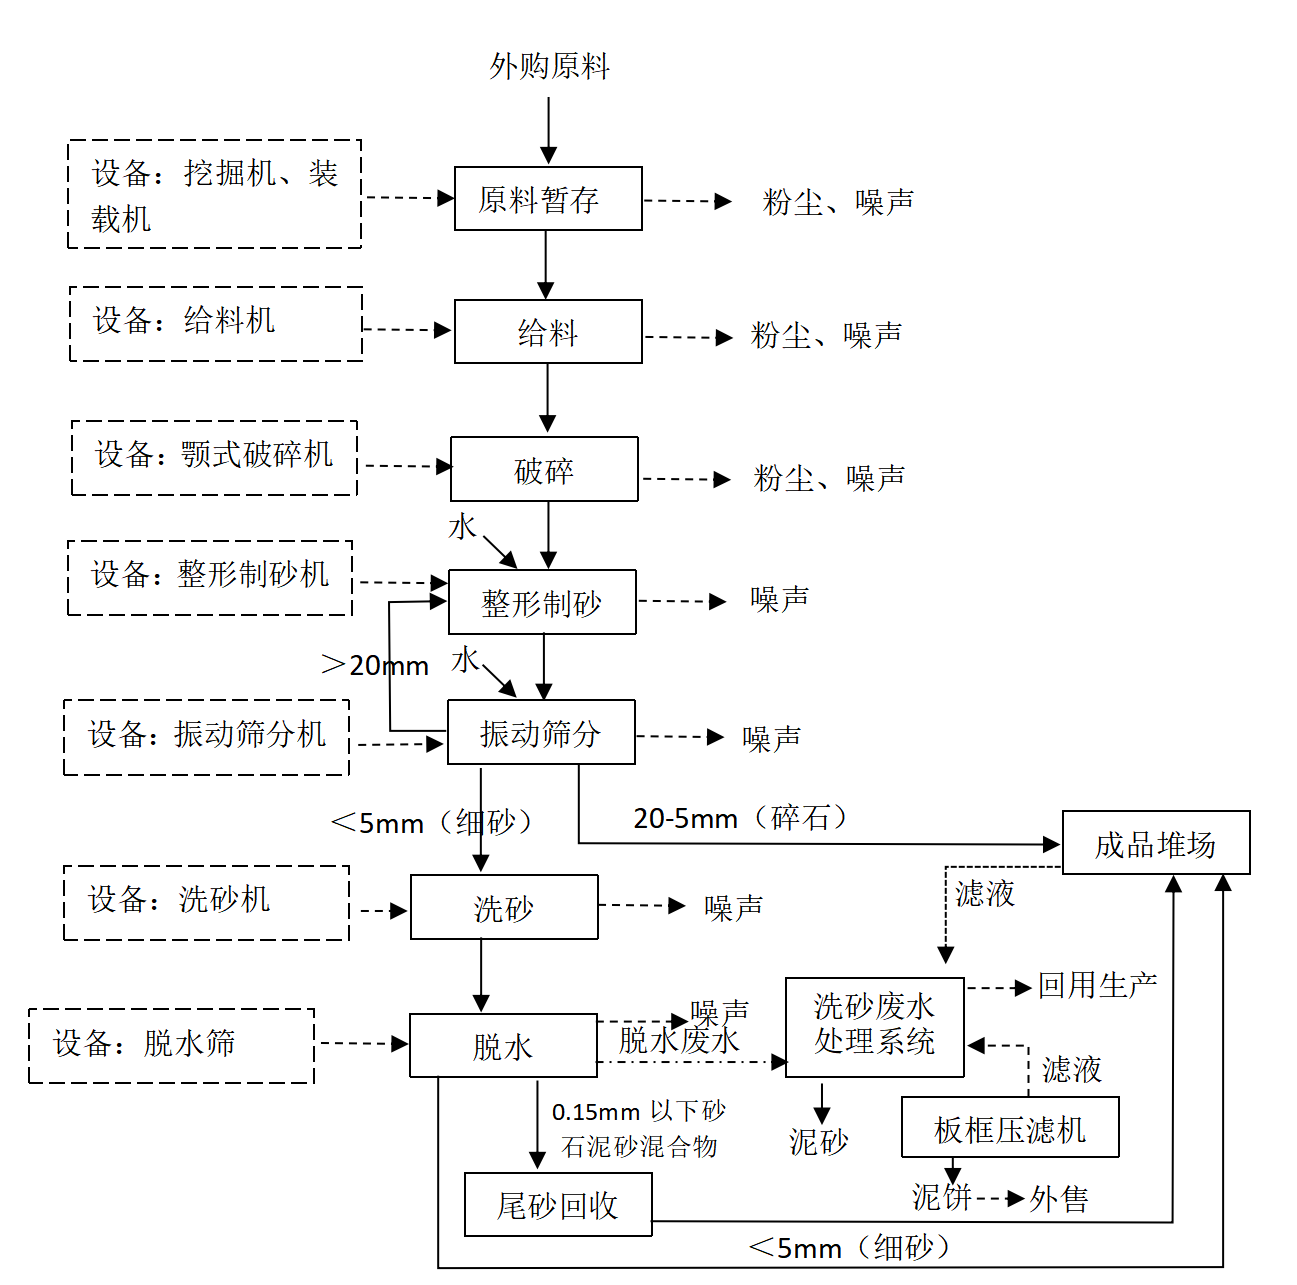 外购原料
设备：挖掘机、装
载机
原料暂存
粉尘、噪声
设备：给料机
给料
粉尘、噪声
设备：颚式破碎机
破碎
粉尘、噪声
水
设备：整形制砂机
整形制砂
噪声
＞20mm
水
设备：振动筛分机
振动筛分
噪声
＜5mm（细砂）
20-5mm（碎石）
成品堆场
滤液
设备：洗砂机
洗砂
噪声
设备：脱水筛
脱水
噪声
脱水废水
洗砂废水
处理系统
回用生产
滤液
0.15mm 以下砂
石泥砂混合物
泥砂
板框压滤机
泥饼
外售
尾砂回收
＜5mm（细砂）